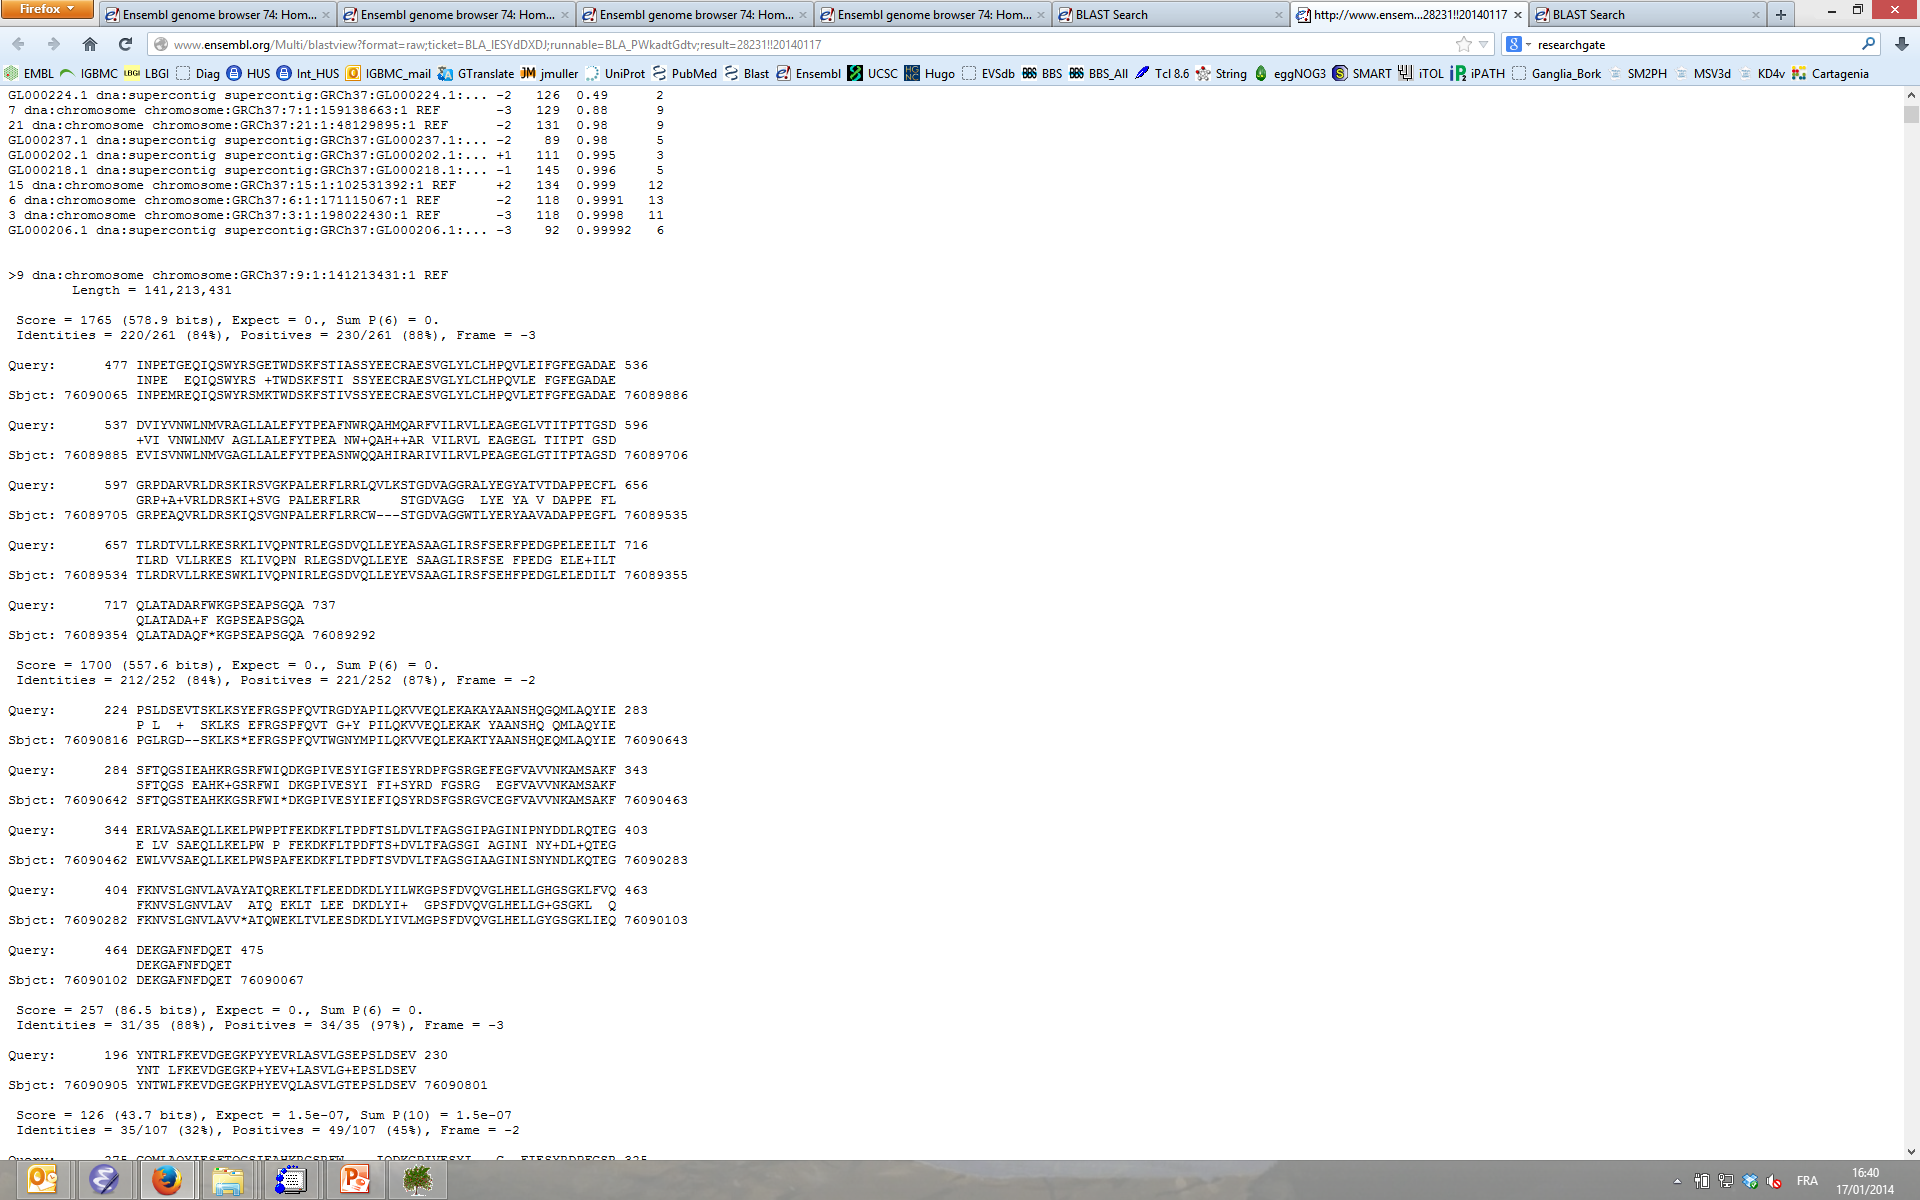 Firefox
Ensembl genome browser 74: Hom...
Ensembl genome browser 74: Hom...
Ensembl genome browser 74: Hom...
Ensembl genome browser 74: Hom...
BLAST Search
http://www.ensem...28231!!20140117
BLAST Search
www.ensembl.org/Multi/blastview?format=raw;ticket=BLA_IESYdDXDJ;runnable=BLA_PWkadtGdtv;result=28231!!20140117
researchgate
EMBL IGBMC LBGI Diag HUS Int_HUS IGBMC_mail GTranslate jmuller UniProt PubMed Blast Ensembl UCSC Hugo EVSdb BBS BBS_All Tcl 8.6 String eggNOG3 SMART iTOL iPATH Ganglia_Bork SM2PH MSV3d KD4v Cartagenia
GL000224.1 dna:supercontig supercontig:GRCh37:GL000224.1:... -2 126 0.49 2
7 dna:chromosome chromosome:GRCh37:7:1:159138663:1 REF -3 129 0.88 9
21 dna:chromosome chromosome:GRCh37:21:1:48129895:1 REF -2 131 0.98 9
GL000237.1 dna:supercontig supercontig:GRCh37:GL000237.1:... -2 89 0.98 5
GL000202.1 dna:supercontig supercontig:GRCh37:GL000202.1:... +1 111 0.995 3
GL000218.1 dna:supercontig supercontig:GRCh37:GL000218.1:... -1 145 0.996 5
15 dna:chromosome chromosome:GRCh37:15:1:102531392:1 REF +2 134 0.999 12
6 dna:chromosome chromosome:GRCh37:6:1:171115067:1 REF -2 118 0.9991 13
3 dna:chromosome chromosome:GRCh37:3:1:198022430:1 REF -3 118 0.9998 11
GL000206.1 dna:supercontig supercontig:GRCh37:GL000206.1:... -3 92 0.99992 6
>9 dna:chromosome chromosome:GRCh37:9:1:141213431:1 REF
Length = 141,213,431
Score = 1765 (578.9 bits), Expect = 0., Sum P(6) = 0.
Identities = 220/261 (84%), Positives = 230/261 (88%), Frame = -3
Query: 477 INPETGEQIQSWYRSGETWDSKFSTIASSYEECRAESVGLYLCLHPQVLEIFGFEGADAE 536
INPE EQIQSWYRS +TWDSKFSTI SSYEECRAESVGLYLCLHPQVLE FGFEGADAE
Sbjct: 76090065 INPEMREQIQSWYRSMKTWDSKFSTIVSSYEECRAESVGLYLCLHPQVLETFGFEGADAE 76089886
Query: 537 DVIYVNWLNMVRAGLLALEFYTPEAFNWRQAHMQARFVILRVLLEAGEGLVTITPTTGSD 596
+VI VNWLNMV AGLLALEFYTPEA NW+QAH++AR VILRVL EAGEGL TITPT GSD
Sbjct: 76089885 EVISVNWLNMVGAGLLALEFYTPEASNWQQAHIRARIVILRVLPEAGEGLGTITPTAGSD 76089706
Query: 597 GRPDARVRLDRSKIRSVGKPALERFLRRLQVLKSTGDVAGGRALYEGYATVTDAPPECFL 656
GRP+A+VRLDRSKI+SVG PALERFLRR STGDVAGG LYE YA V DAPPE FL
Sbjct: 76089705 GRPEAQVRLDRSKIQSVGNPALERFLRRCW---STGDVAGGWTLYERYAAVADAPPEGFL 76089535
Query: 657 TLRDTVLLRKESRKLIVQPNTRLEGSDVQLLEYEASAAGLIRSFSERFPEDGPELEEILT 716
TLRD VLLRKES KLIVQPN RLEGSDVQLLEYE SAAGLIRSFSE FPEDG ELE+ILT
Sbjct: 76089534 TLRDRVLLRKESWKLIVQPNIRLEGSDVQLLEYEVSAAGLIRSFSEHFPEDGLELEDILT 76089355
Query: 717 QLATADARFWKGPSEAPSGQA 737
QLATADA+F KGPSEAPSGQA
Sbjct: 76089354 QLATADAQF*KGPSEAPSGQA 76089292
Score = 1700 (557.6 bits), Expect = 0., Sum P(6) = 0.
Identities = 212/252 (84%), Positives = 221/252 (87%), Frame = -2
Query: 224 PSLDSEVTSKLKSYEFRGSPFQVTRGDYAPILQKVVEQLEKAKAYAANSHQGQMLAQYIE 283
P L + SKLKS EFRGSPFQVT G+Y PILQKVVEQLEKAK YAANSHQ QMLAQYIE
Sbjct: 76090816 PGLRGD--SKLKS*EFRGSPFQVTWGNYMPILQKVVEQLEKAKTYAANSHQEQMLAQYIE 76090643
Query: 284 SFTQGSIEAHKRGSRFWIQDKGPIVESYIGFIESYRDPFGSRGEFEGFVAVVNKAMSAKF 343
SFTQGS EAHK+GSRFWI DKGPIVESYI FI+SYRD FGSRG EGFVAVVNKAMSAKF
Sbjct: 76090642 SFTQGSTEAHKKGSRFWI*DKGPIVESYIEFIQSYRDSFGSRGVCEGFVAVVNKAMSAKF 76090463
Query: 344 ERLVASAEQLLKELPWPPTFEKDKFLTPDFTSLDVLTFAGSGIPAGINIPNYDDLRQTEG 403
E LV SAEQLLKELPW P FEKDKFLTPDFTS+DVLTFAGSGI AGINI NY+DL+QTEG
Sbjct: 76090462 EWLVVSAEQLLKELPWSPAFEKDKFLTPDFTSVDVLTFAGSGIAAGINISNYNDLKQTEG 76090283
Query: 404 FKNVSLGNVLAVAYATQREKLTFLEEDDKDLYILWKGPSFDVQVGLHELLGHGSGKLFVQ 463
FKNVSLGNVLAV ATQ EKLT LEE DKDLYI+ GPSFDVQVGLHELLG+GSGKL Q
Sbjct: 76090282 FKNVSLGNVLAVV*ATQWEKLTVLEESDKDLYIVLMGPSFDVQVGLHELLGYGSGKLIEQ 76090103
Query: 464 DEKGAFNFDQET 475
DEKGAFNFDQET
Sbjct: 76090102 DEKGAFNFDQET 76090067
Score = 257 (86.5 bits), Expect = 0., Sum P(6) = 0.
Identities = 31/35 (88%), Positives = 34/35 (97%), Frame = -3
Query: 196 YNTRLFKEVDGEGKPYYEVRLASVLGSEPSLDSEV 230
YNT LFKEVDGEGKP+YEV+LASVLG+EPSLDSEV
Sbjct: 76090905 YNTWLFKEVDGEGKPHYEVQLASVLGTEPSLDSEV 76090801
Score = 126 (43.7 bits), Expect = 1.5e-07, Sum P(10) = 1.5e-07
Identities = 35/107 (32%), Positives = 49/107 (45%), Frame = -2
Query: 275 GQMLAQYIESFTQGSIEAHKRGSRFW IQDKGPIVESYI G FIESYRDPFGSR 325
FRA
16:40
17/01/2014